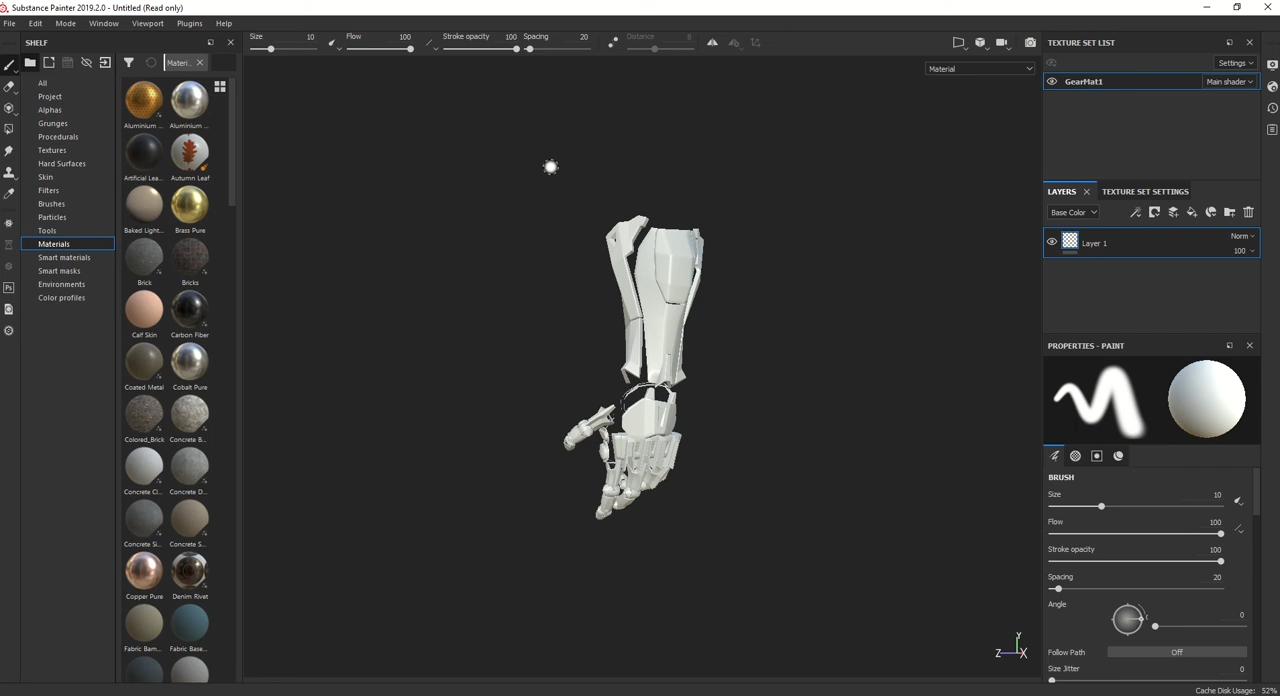 Substance Painter 2019.2.0 - Untitled (Read only)
File Edit Mode Window Viewport Plugins Help
SHELF
Size 10 Flow 100 Stroke opacity 100 Spacing 20 Distance 8
TEXTURE SET LIST
Materi...
Settings
Material
GearMat1 Main shader
All
Project
Alphas
Grunges
Procedurals
Textures
Hard Surfaces
Skin
Filters
Brushes
Particles
Tools
Materials
Smart materials
Smart masks
Environments
Color profiles
Aluminium ... Aluminium ...
Artificial Lea... Autumn Leaf
Baked Light... Brass Pure
Brick Bricks
Calf Skin Carbon Fiber
Coated Metal Cobalt Pure
Colored_Brick Concrete B...
Concrete Cl... Concrete D...
Concrete Si... Concrete S...
Copper Pure Denim Rivet
Fabric Bam... Fabric Base...
Ps
LAYERS TEXTURE SET SETTINGS
Base Color
Layer 1 Norm
100
PROPERTIES - PAINT
BRUSH
Size 10
Flow 100
Stroke opacity 100
Spacing 20
Angle 0
Follow Path Off
Size Jitter 0
Y
Z X
Cache Disk Usage: 52%